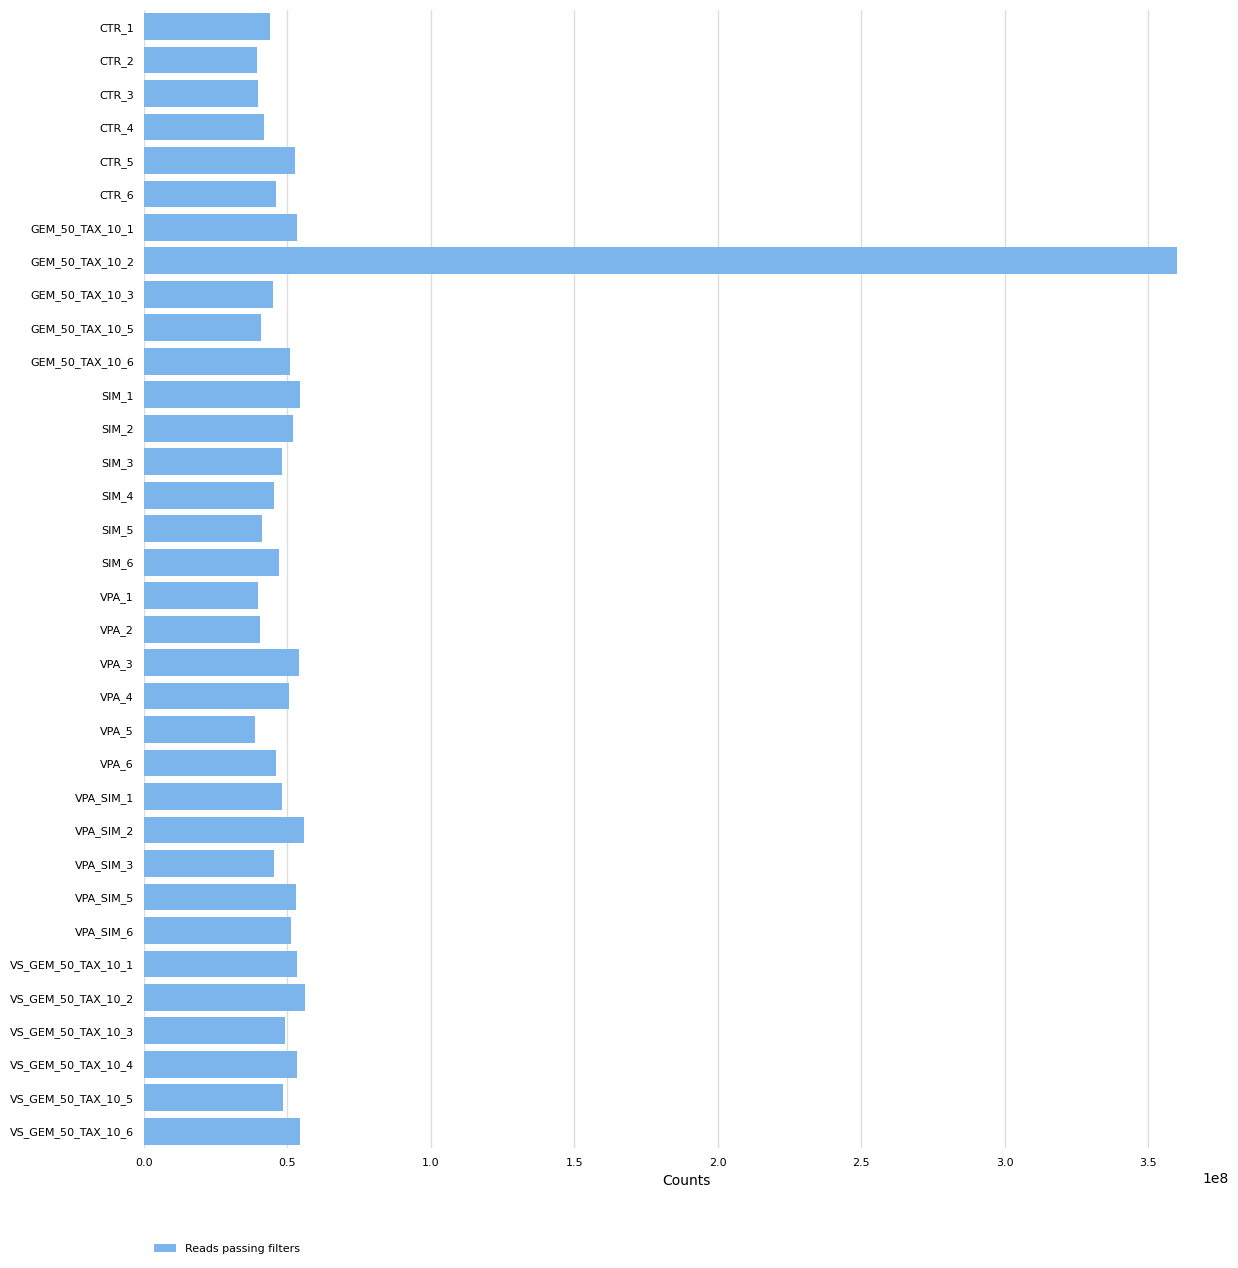 CTR_1
CTR_2
CTR_3
CTR_4
CTR_5
CTR_6
GEM_50_TAX_10_1
GEM_50_TAX_10_2
GEM_50_TAX_10_3
GEM_50_TAX_10_5
GEM_50_TAX_10_6
SIM_1
SIM_2
SIM_3
SIM_4
SIM_5
SIM_6
VPA_1
VPA_2
VPA_3
VPA_4
VPA_5
VPA_6
VPA_SIM_1
VPA_SIM_2
VPA_SIM_3
VPA_SIM_5
VPA_SIM_6
VS_GEM_50_TAX_10_1
VS_GEM_50_TAX_10_2
VS_GEM_50_TAX_10_3
VS_GEM_50_TAX_10_4
VS_GEM_50_TAX_10_5
VS_GEM_50_TAX_10_6
0.0 0.5 1.0 1.5 2.0 2.5 3.0 3.5
Counts 1e8
Reads passing filters